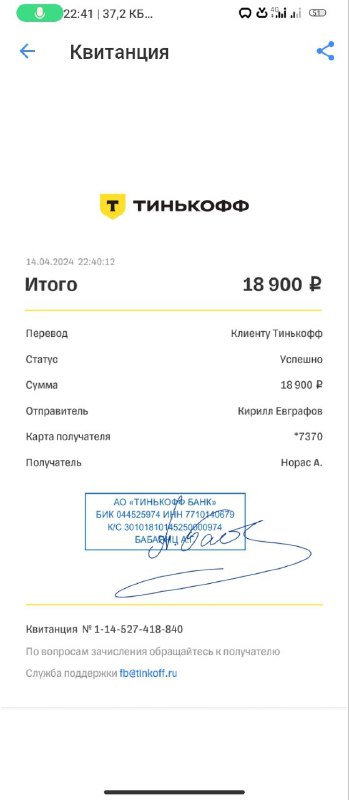 22:41 | 37,2 КБ...
4G
51
Квитанция
ТИНЬКОФФ
14.04.2024 22:40:12
Итого 18 900 ₽
Перевод Клиенту Тинькофф
Статус Успешно
Сумма 18 900 ₽
Отправитель Кирилл Евграфов
Карта получателя *7370
Получатель Норас А.
АО «ТИНЬКОФФ БАНК»
БИК 044525974 ИНН 7710140679
К/С 30101810145250000974
Квитанция № 1-14-527-418-840
По вопросам зачисления обращайтесь к получателю
Служба поддержки fb@tinkoff.ru